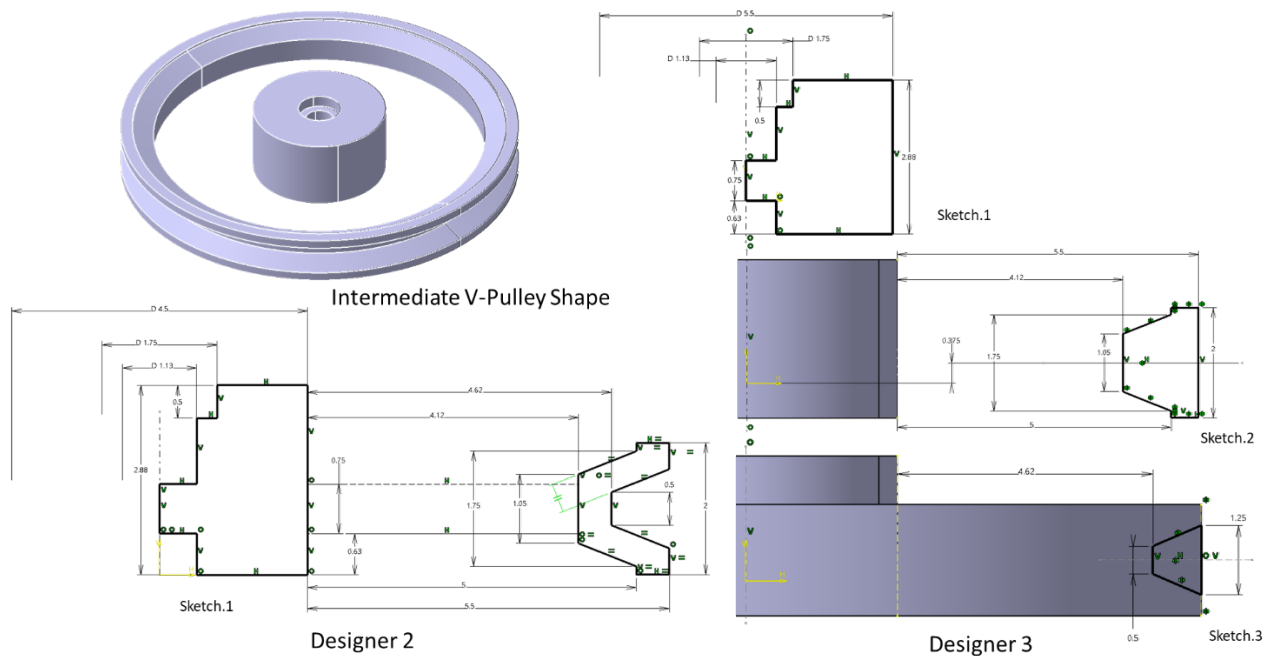 D 5.5
D 1.75
D 1.13
0.5
2.88
0.75
0.63
Sketch.1
Intermediate V-Pulley Shape
5.5
4.12
0.375
1.75
1.05
2
5
Sketch.2
D 4.5
D 1.75
D 1.13
0.5
2.88
4.62
4.12
0.75
0.63
1.75
1.05
0.5
2
5
5.5
Sketch.1
Designer 2
4.62
1.25
0.5
Sketch.3
Designer 3